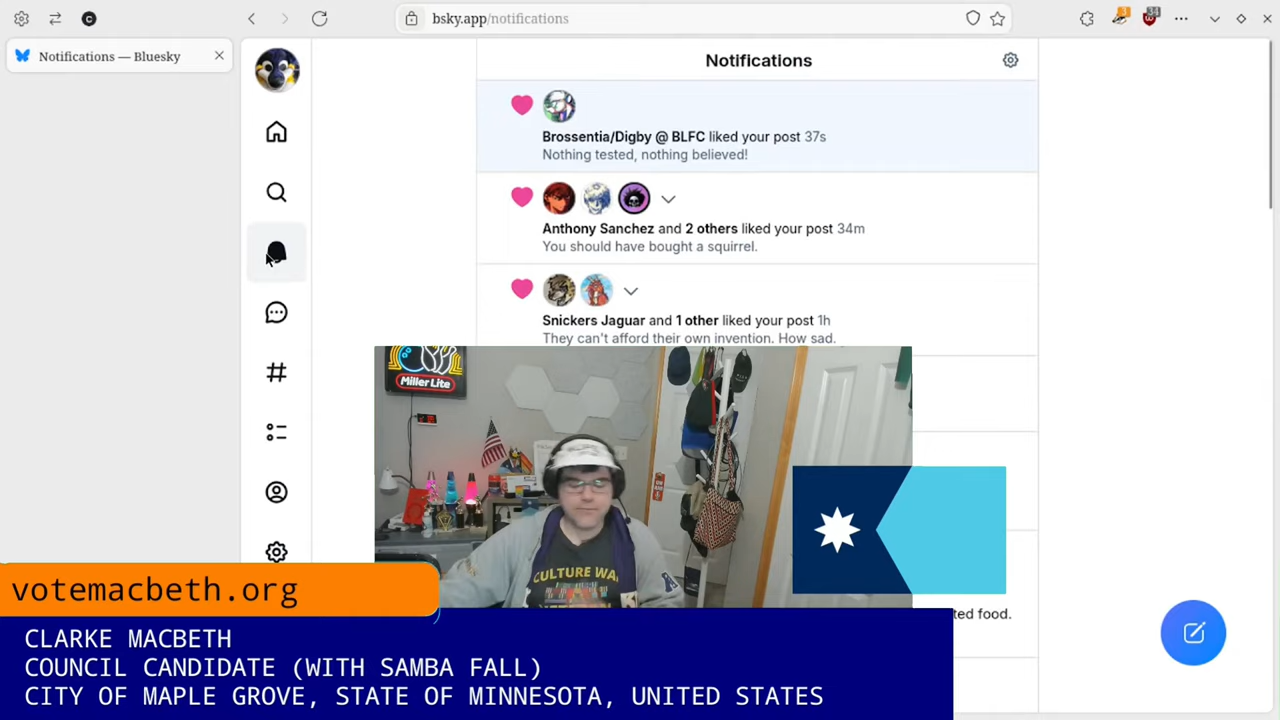 bsky.app/notifications
3
34
Notifications — Bluesky
Notifications
Brossentia/Digby @ BLFC liked your post 37s
Nothing tested, nothing believed!
Anthony Sanchez and 2 others liked your post 34m
You should have bought a squirrel.
Snickers Jaguar and 1 other liked your post 1h
They can't afford their own invention. How sad.
Miller Lite
CULTURE WA
ted food.
votemacbeth.org
CLARKE MACBETH
COUNCIL CANDIDATE (WITH SAMBA FALL)
CITY OF MAPLE GROVE, STATE OF MINNESOTA, UNITED STATES